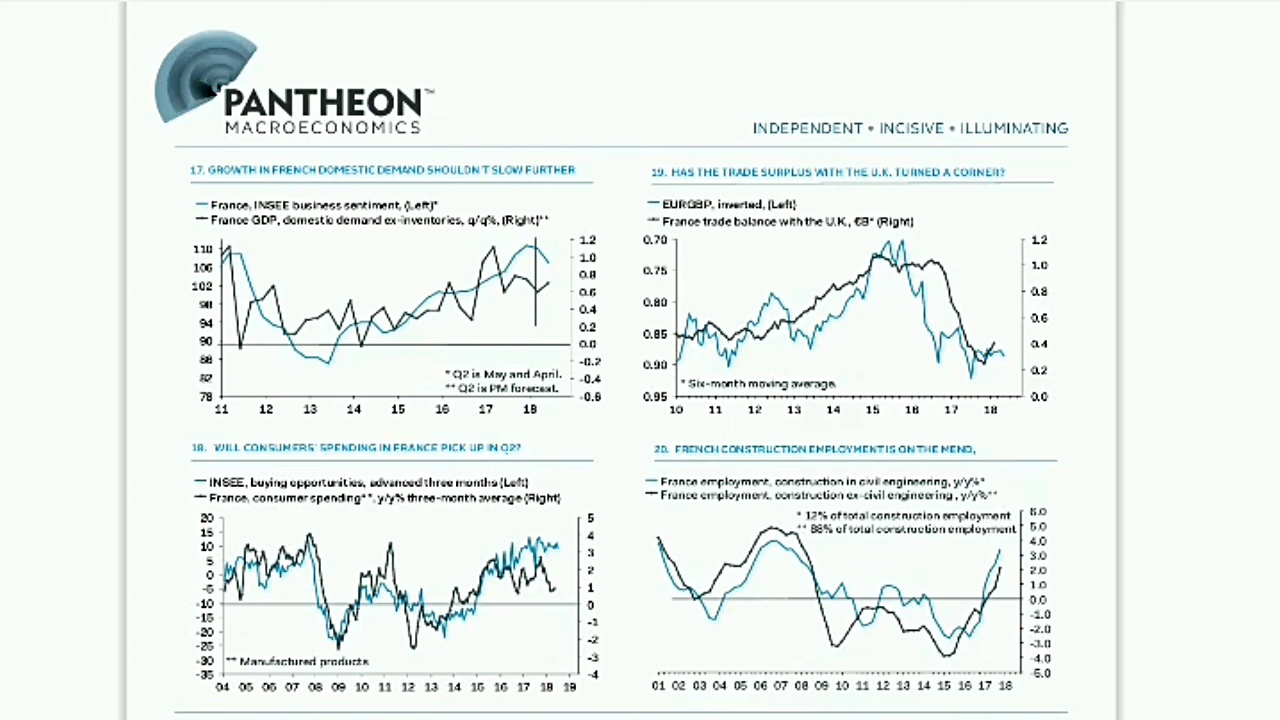 PANTHEON™
MACROECONOMICS
INDEPENDENT • INCISIVE • ILLUMINATING
17. GROWTH IN FRENCH DOMESTIC DEMAND SHOULDN'T SLOW FURTHER
France, INSEE business sentiment, (Left)*
France GDP, domestic demand ex-inventories, q/q%, (Right)**
110
106
102
98
94
90
86
82
78
1.2
1.0
0.8
0.6
0.4
0.2
0.0
-0.2
-0.4
-0.6
* Q2 is May and April.
** Q2 is PM forecast.
11 12 13 14 15 16 17 18
19. HAS THE TRADE SURPLUS WITH THE U.K. TURNED A CORNER?
EURGBP, inverted, (Left)
France trade balance with the U.K., €B* (Right)
0.70
0.75
0.80
0.85
0.90
0.95
1.2
1.0
0.8
0.6
0.4
0.2
0.0
* Six-month moving average.
10 11 12 13 14 15 16 17 18
18. WILL CONSUMERS' SPENDING IN FRANCE PICK UP IN Q2?
INSEE, buying opportunities, advanced three months (Left)
France, consumer spending**, y/y% three-month average (Right)
20
15
10
5
0
-5
-10
-15
-20
-25
-30
-35
5
4
3
2
1
0
-1
-2
-3
-4
** Manufactured products
04 05 06 07 08 09 10 11 12 13 14 15 16 17 18 19
20. FRENCH CONSTRUCTION EMPLOYMENT IS ON THE MEND,
France employment, construction in civil engineering, y/y%*
France employment, construction ex-civil engineering, y/y%**
* 12% of total construction employment
** 88% of total construction employment
6.0
5.0
4.0
3.0
2.0
1.0
0.0
-1.0
-2.0
-3.0
-4.0
-5.0
01 02 03 04 05 06 07 08 09 10 11 12 13 14 15 16 17 18